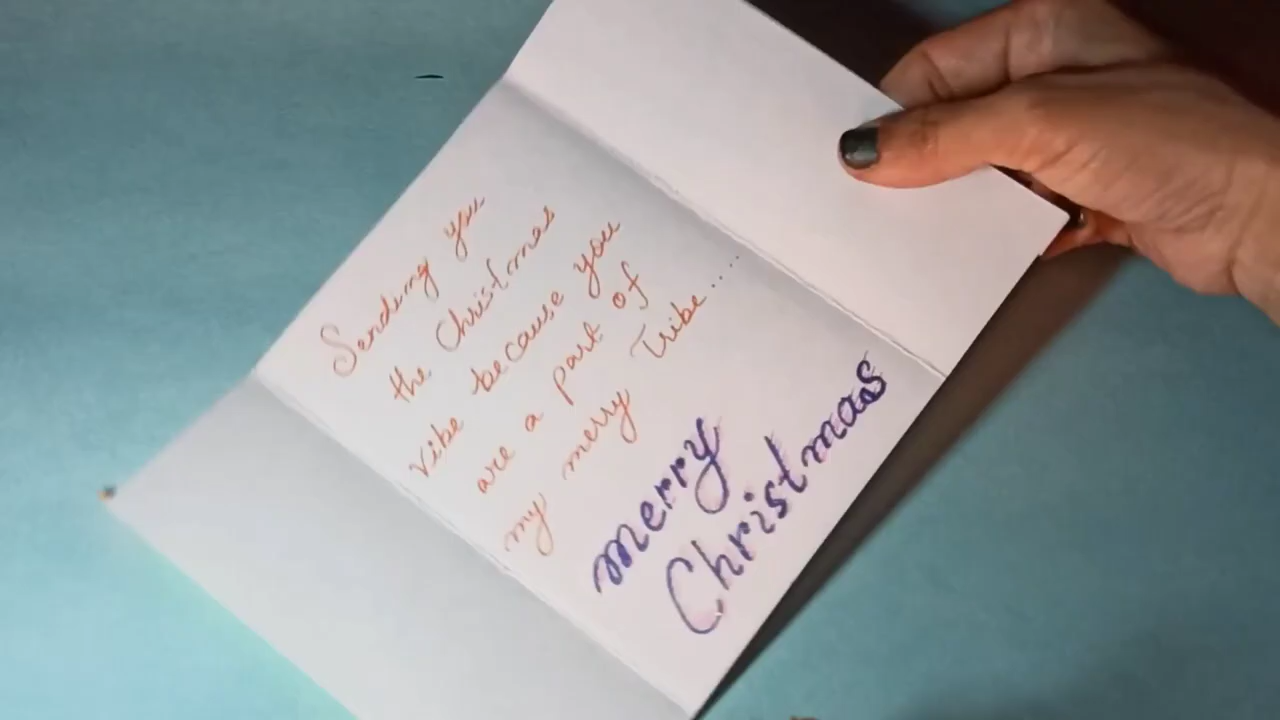 Sending you
the Christmas
vibe because you
are a part of
my merry Tribe....
merry
Christmas